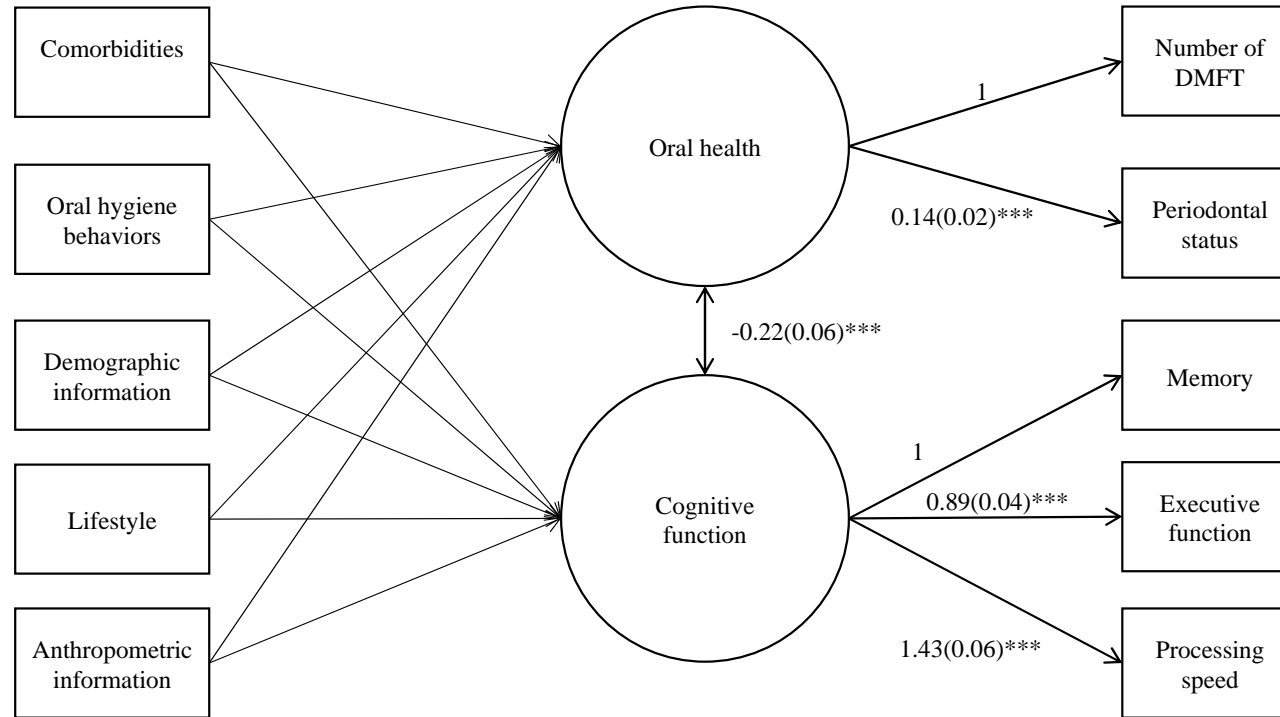 Comorbidities
Oral hygiene
behaviors
Demographic
information
Lifestyle
Anthropometric
information
Oral health
-0.22(0.06)***
Cognitive
function
1
0.14(0.02)***
1
0.89(0.04)***
1.43(0.06)***
Number of
DMFT
Periodontal
status
Memory
Executive
function
Processing
speed